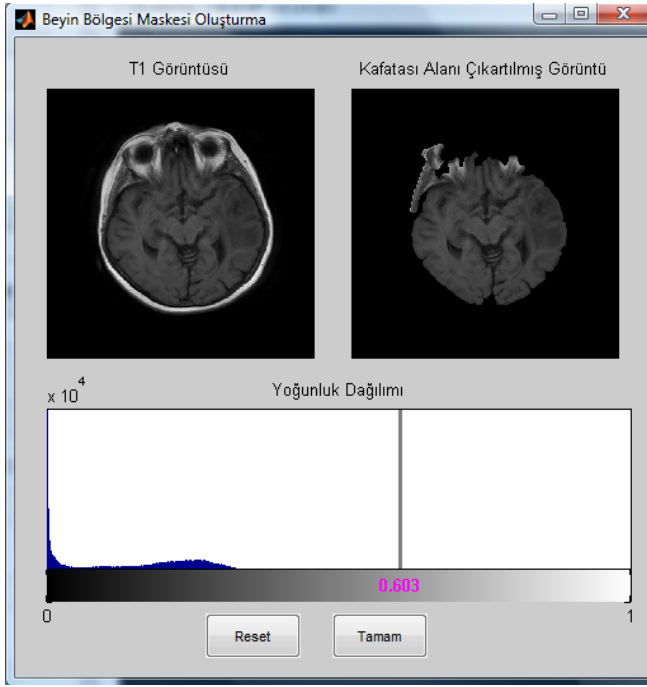 Beyin Bölgesi Maskesi Oluşturma
T1 Görüntüsü
Kafatası Alanı Çıkartılmış Görüntü
x 10^4
Yoğunluk Dağılımı
0.603
0
1
Reset
Tamam